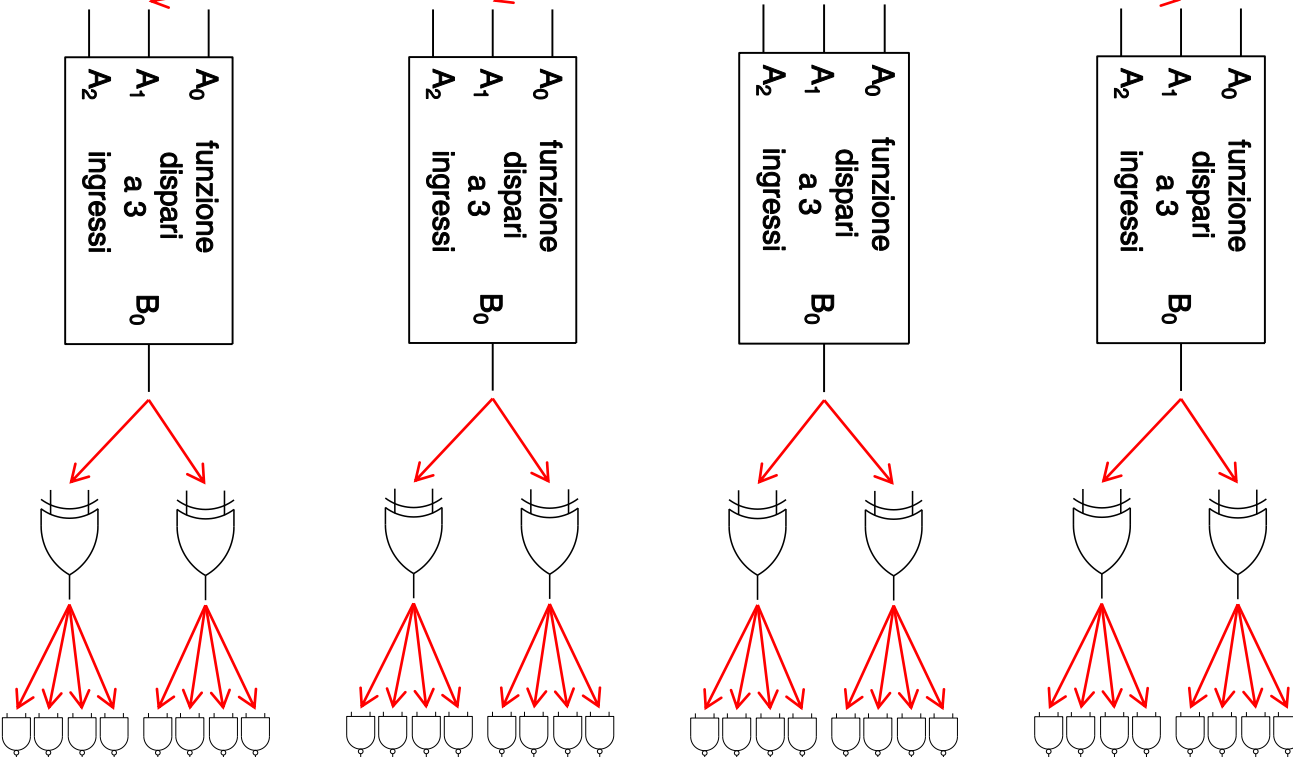 A0
A1
A2
funzione
dispari
a 3
ingressi
B0
A0
A1
A2
funzione
dispari
a 3
ingressi
B0
A0
A1
A2
funzione
dispari
a 3
ingressi
B0
A0
A1
A2
funzione
dispari
a 3
ingressi
B0